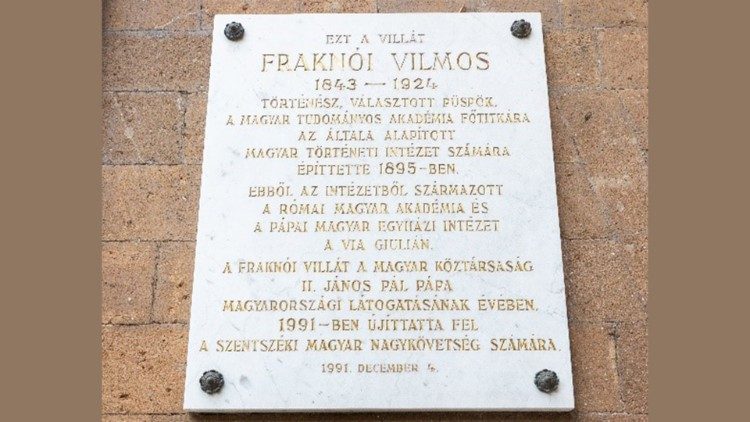 EZT A VILLÁT
FRAKNÓI VILMOS
1843 — 1924
TÖRTÉNÉSZ, VÁLASZTOTT PÜSPÖK,
A MAGYAR TUDOMÁNYOS AKADÉMIA FŐTITKÁRA
AZ ÁLTALA ALAPÍTOTT
MAGYAR TÖRTÉNETI INTÉZET SZÁMÁRA
ÉPÍTTETTE 1895-BEN.
EBBŐL AZ INTÉZETBŐL SZÁRMAZOTT
A RÓMAI MAGYAR AKADÉMIA ÉS
A PÁPAI MAGYAR EGYHÁZI INTÉZET
A VIA GIULIÁN.
A FRAKNÓI VILLÁT A MAGYAR KÖZTÁRSASÁG
II. JÁNOS PÁL PÁPA
MAGYARORSZÁGI LÁTOGATÁSÁNAK ÉVÉBEN,
1991-BEN ÚJÍTTATTA FEL
A SZENTSZÉKI MAGYAR NAGYKÖVETSÉG SZÁMÁRA.
1991. DECEMBER 4.